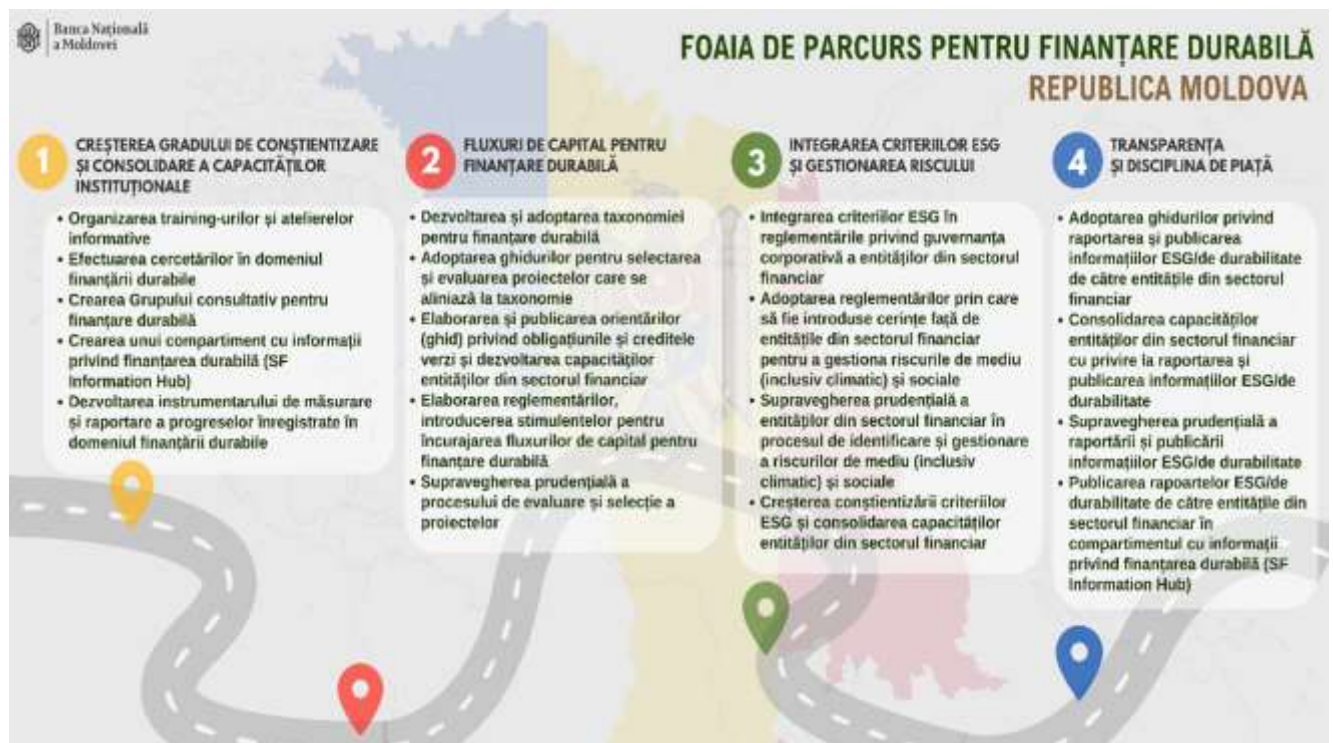 Banca Națională
a Moldovei
FOAIA DE PARCURS PENTRU FINANȚARE DURABILĂ
REPUBLICA MOLDOVA
1
CREȘTEREA GRADULUI DE CONȘTIENTIZARE
ȘI CONSOLIDARE A CAPACITĂȚILOR
INSTITUȚIONALE
• Organizarea training-urilor și atelierelor
informative
• Efectuarea cercetărilor în domeniul
finanțării durabile
• Crearea Grupului consultativ pentru
finanțare durabilă
• Crearea unui compartiment cu informații
privind finanțarea durabilă (SF
Information Hub)
• Dezvoltarea instrumentarului de măsurare
și raportare a progreselor înregistrate în
domeniul finanțării durabile
2
FLUXURI DE CAPITAL PENTRU
FINANȚARE DURABILĂ
• Dezvoltarea și adoptarea taxonomiei
pentru finanțare durabilă
• Adoptarea ghidurilor pentru selectarea
și evaluarea proiectelor care se
aliniază la taxonomie
• Elaborarea și publicarea orientărilor
(ghid) privind obligațiunile și creditele
verzi și dezvoltarea capacităților
entităților din sectorul financiar
• Elaborarea reglementărilor,
introducerea stimulentelor pentru
încurajarea fluxurilor de capital pentru
finanțare durabilă
• Supravegherea prudențială a
procesului de evaluare și selecție a
proiectelor
3
INTEGRAREA CRITERIILOR ESG
ȘI GESTIONAREA RISCULUI
• Integrarea criteriilor ESG în
reglementările privind guvernanța
corporativă a entităților din sectorul
financiar
• Adoptarea reglementărilor prin care
să fie introduse cerințe față de
entitățile din sectorul financiar
pentru a gestiona riscurile de mediu
(inclusiv climatic) și sociale
• Supravegherea prudențială a
entităților din sectorul financiar în
procesul de identificare și gestionare
a riscurilor de mediu (inclusiv
climatic) și sociale
• Creșterea conștientizării criteriilor
ESG și consolidarea capacităților
entităților din sectorul financiar
4
TRANSPARENȚA
ȘI DISCIPLINA DE PIAȚĂ
• Adoptarea ghidurilor privind
raportarea și publicarea
informațiilor ESG/de durabilitate
de către entitățile din sectorul
financiar
• Consolidarea capacităților
entităților din sectorul financiar
cu privire la raportarea și
publicarea informațiilor ESG/de
durabilitate
• Supravegherea prudențială a
raportării și publicării
informațiilor ESG/de durabilitate
• Publicarea rapoartelor ESG/de
durabilitate de către entitățile din
sectorul financiar în
compartimentul cu informații
privind finanțarea durabilă (SF
Information Hub)